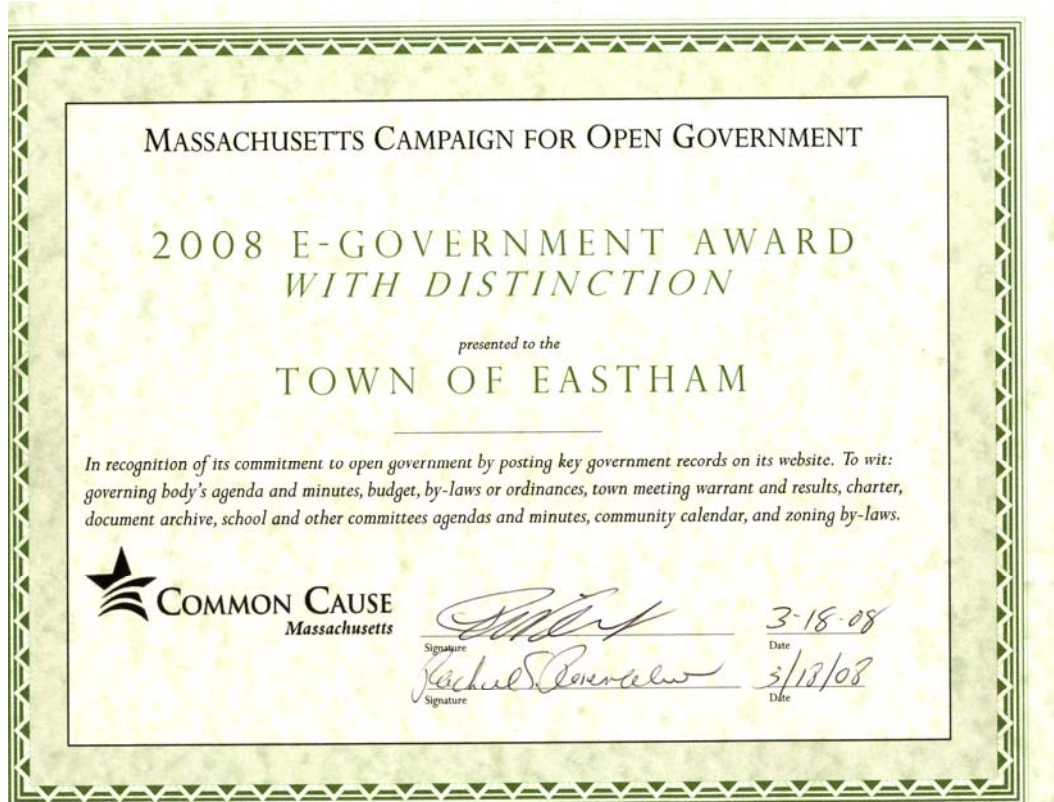 MASSACHUSETTS CAMPAIGN FOR OPEN GOVERNMENT
2008 E-GOVERNMENT AWARD
WITH DISTINCTION
presented to the
TOWN OF EASTHAM
In recognition of its commitment to open government by posting key government records on its website. To wit:
governing body's agenda and minutes, budget, by-laws or ordinances, town meeting warrant and results, charter,
document archive, school and other committees agendas and minutes, community calendar, and zoning by-laws.
COMMON CAUSE
Massachusetts
3-18-08
Signature
Date
Rachel S.
3/18/08
Signature
Date